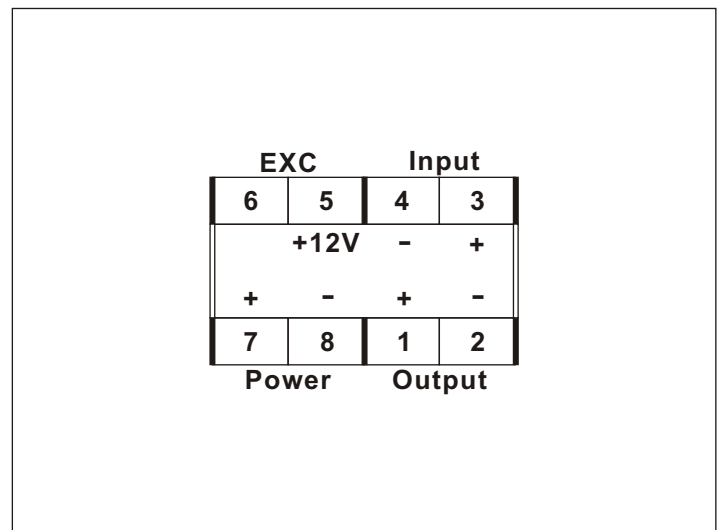 EXC Input
6 5 4 3
+12V - +
+ - + -
7 8 1 2
Power Output